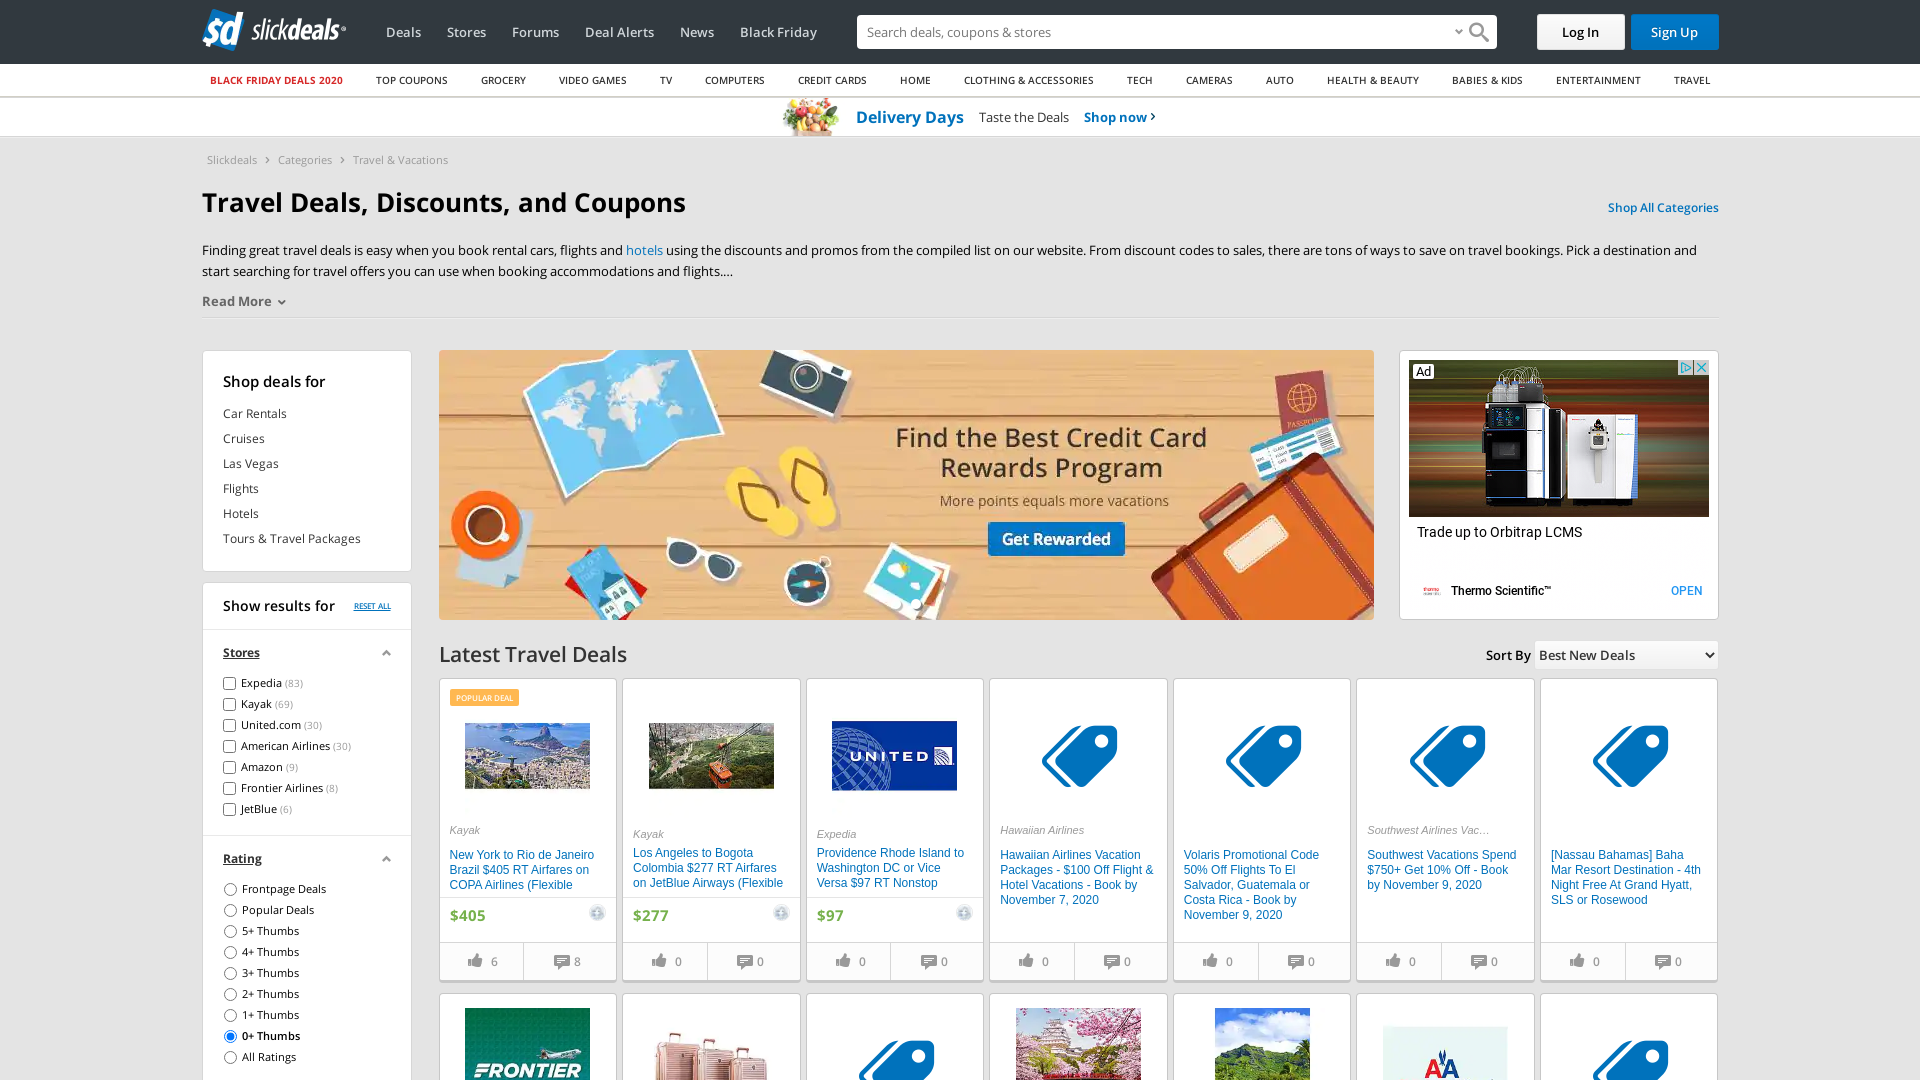 slickdeals
Deals
Stores
Forums
Deal Alerts
News
Black Friday
Search deals, coupons & stores
Log In
Sign Up
BLACK FRIDAY DEALS 2020
TOP COUPONS
GROCERY
VIDEO GAMES
TV
COMPUTERS
CREDIT CARDS
HOME
CLOTHING & ACCESSORIES
TECH
CAMERAS
AUTO
HEALTH & BEAUTY
BABIES & KIDS
ENTERTAINMENT
TRAVEL
Delivery Days Taste the Deals Shop now
Slickdeals
Categories
Travel & Vacations
Travel Deals, Discounts, and Coupons
Shop All Categories
Finding great travel deals is easy when you book rental cars, flights and hotels using the discounts and promos from the compiled list on our website. From discount codes to sales, there are tons of ways to save on travel bookings. Pick a destination and
start searching for travel offers you can use when booking accommodations and flights....
Read More
Shop deals for
Car Rentals
Cruises
Las Vegas
Flights
Hotels
Tours & Travel Packages
Show results for
RESET ALL
Stores
Expedia (83)
Kayak (69)
United.com (30)
American Airlines (30)
Amazon (9)
Frontier Airlines (8)
JetBlue (6)
Rating
Frontpage Deals
Popular Deals
5+ Thumbs
4+ Thumbs
3+ Thumbs
2+ Thumbs
1+ Thumbs
0+ Thumbs
All Ratings
PASSPORT
Find the Best Credit Card
Rewards Program
More points equals more vacations
Get Rewarded
Ad
Trade up to Orbitrap LCMS
Thermo Scientific™
OPEN
Latest Travel Deals
Sort By
Best New Deals
POPULAR DEAL
Kayak
New York to Rio de Janeiro
Brazil $405 RT Airfares on
COPA Airlines (Flexible
$405
6
8
Kayak
Los Angeles to Bogota
Colombia $277 RT Airfares
on JetBlue Airways (Flexible
$277
0
0
UNITED
Expedia
Providence Rhode Island to
Washington DC or Vice
Versa $97 RT Nonstop
$97
0
0
Hawaiian Airlines
Hawaiian Airlines Vacation
Packages - $100 Off Flight &
Hotel Vacations - Book by
November 7, 2020
0
0
Volaris Promotional Code
50% Off Flights To El
Salvador, Guatemala or
Costa Rica - Book by
November 9, 2020
0
0
Southwest Airlines Vac…
Southwest Vacations Spend
$750+ Get 10% Off - Book
by November 9, 2020
0
0
[Nassau Bahamas] Baha
Mar Resort Destination - 4th
Night Free At Grand Hyatt,
SLS or Rosewood
0
0
FRONTIER
AA